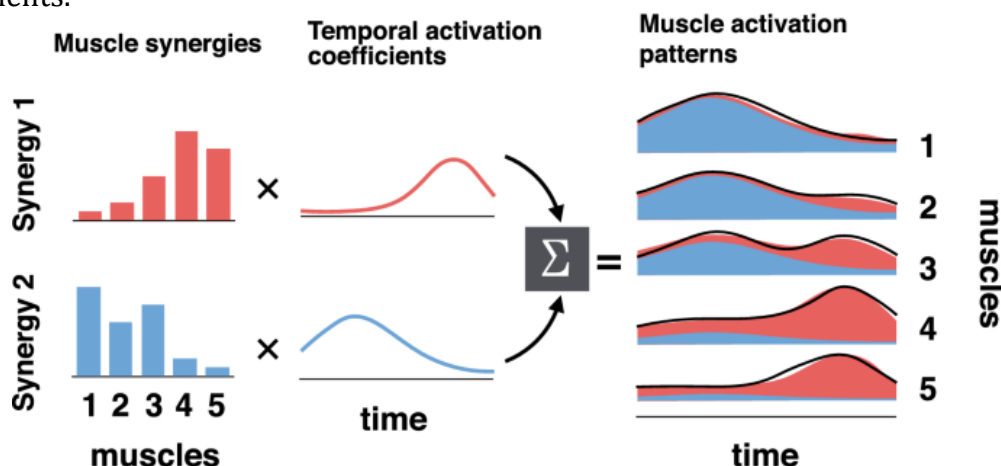 Muscle synergies
Temporal activation
coefficients
Muscle activation
patterns
Synergy 1
×
Σ
=
Synergy 2
×
1 2 3 4 5
muscles
time
1
2
3
4
5
muscles
time